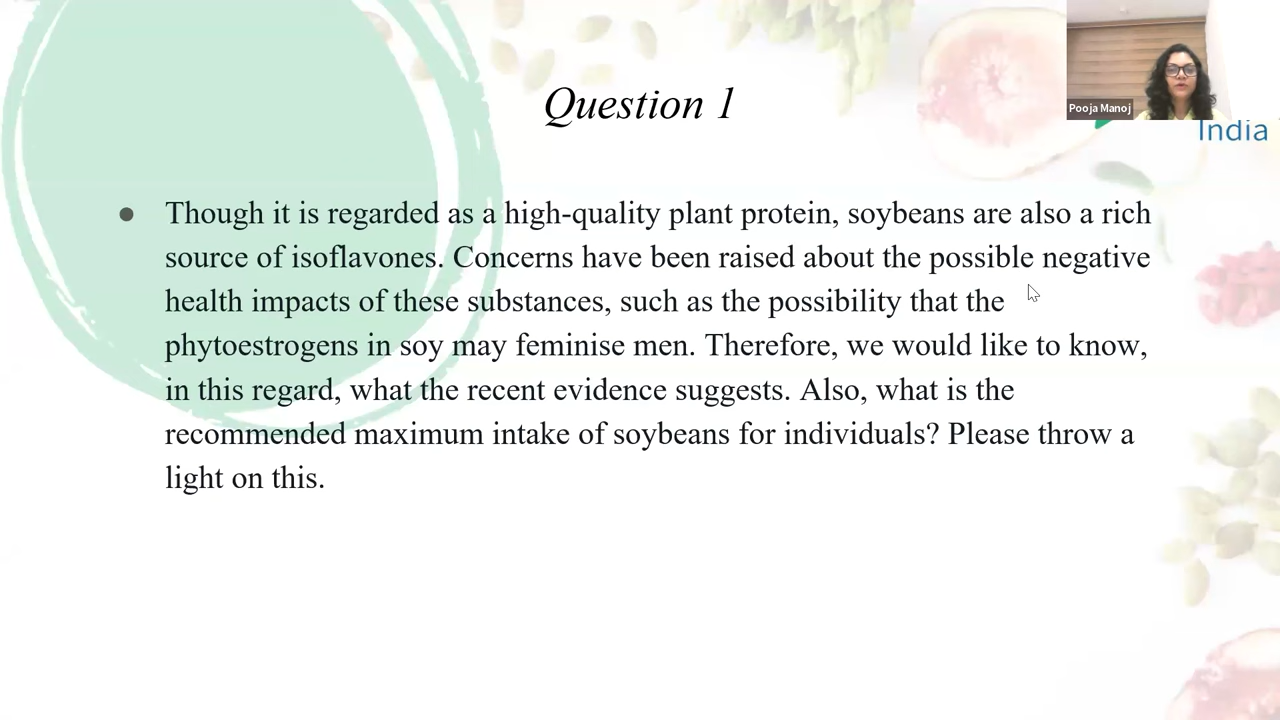 Question 1
Pooja Manoj
India
● Though it is regarded as a high-quality plant protein, soybeans are also a rich
source of isoflavones. Concerns have been raised about the possible negative
health impacts of these substances, such as the possibility that the
phytoestrogens in soy may feminise men. Therefore, we would like to know,
in this regard, what the recent evidence suggests. Also, what is the
recommended maximum intake of soybeans for individuals? Please throw a
light on this.